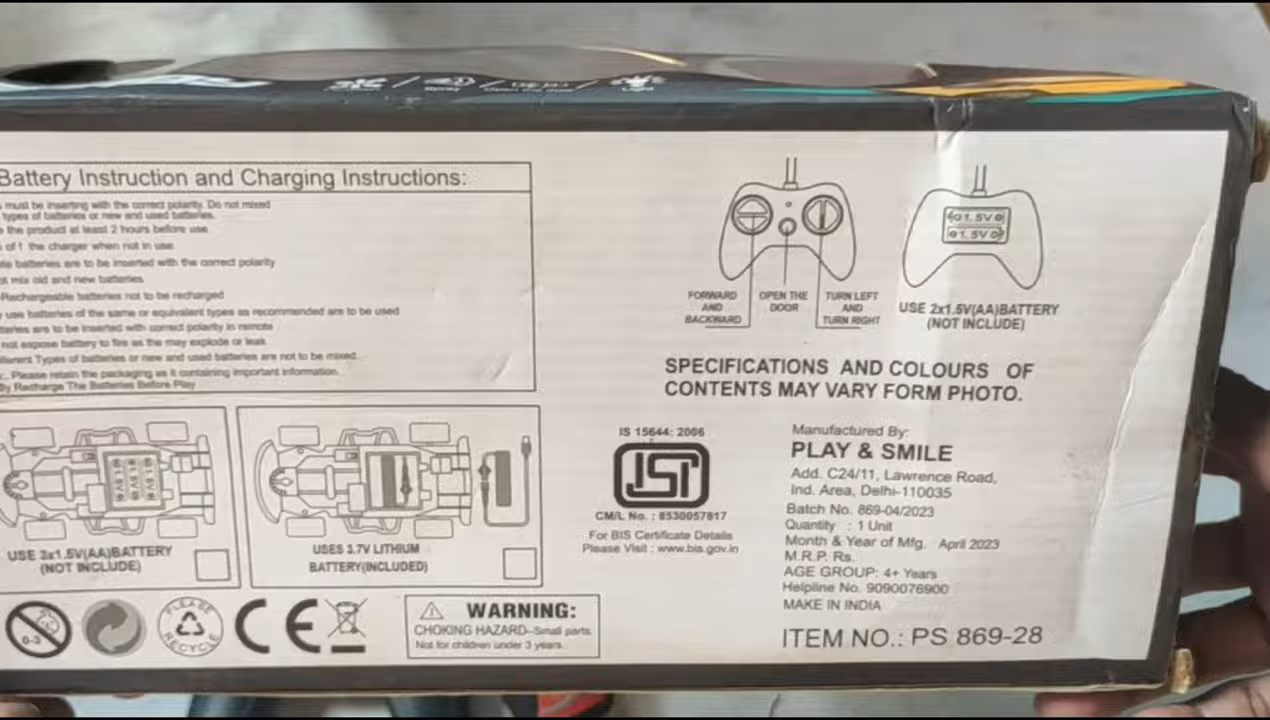 Battery Instruction and Charging Instructions:
must be inserting with the correct polarity. Do not mixed
types of batteries or new and used batteries.
the product at least 2 hours before use.
of f the charger when not in use.
batteries are to be inserted with the correct polarity
mix old and new batteries.
Rechargeable batteries not to be recharged
use batteries of the same or equivalent types as recommended are to be used
are to be inserted with correct polarity in remote
not expose battery to fire as the may explode or leak
Types of batteries or new and used batteries are not to be mixed.
Please retain the packaging as it containing important information.
By Recharge The Batteries Before Play
USE 3x1.5V(AA)BATTERY
(NOT INCLUDE)
USES 3.7V LITHIUM
BATTERY(INCLUDED)
0-3
PLEASE
RECYCLE
CE
WARNING:
CHOKING HAZARD--Small parts.
Not for children under 3 years.
FORWARD
AND
BACKWARD
OPEN THE
DOOR
TURN LEFT
AND
TURN RIGHT
1.5V
1.5V
USE 2x1.5V(AA)BATTERY
(NOT INCLUDE)
SPECIFICATIONS AND COLOURS OF
CONTENTS MAY VARY FORM PHOTO.
IS 15644: 2006
ISI
CM/L No. : 8530057817
For BIS Certificate Details
Please Visit : www.bis.gov.in
Manufactured By:
PLAY & SMILE
Add. C24/11, Lawrence Road,
Ind. Area, Delhi-110035
Batch No. 869-04/2023
Quantity : 1 Unit
Month & Year of Mfg. April 2023
M.R.P. Rs.
AGE GROUP: 4+ Years
Helpline No. 9090076900
MAKE IN INDIA
ITEM NO.: PS 869-28